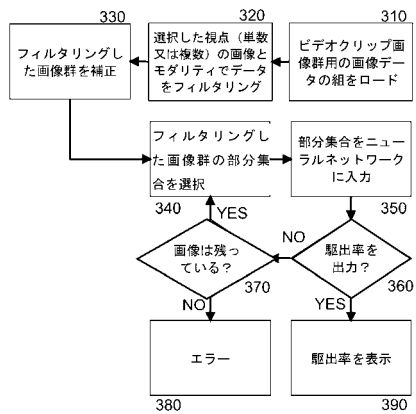 330
320
310
フィルタリングし
た画像群を補正
選択した視点(単数
又は複数)の画像と
モダリティでデータ
をフィルタリング
ビデオクリップ
画像群用の画像デ
ータの組をロード
フィルタリング
した画像群の部分集
合を選択
340
部分集合をニュー
ラルネットワーク
に入力
350
YES
画像は残っ
ている?
370
NO
NO
駆出率を
出力?
360
YES
エラー
380
駆出率を表示
390